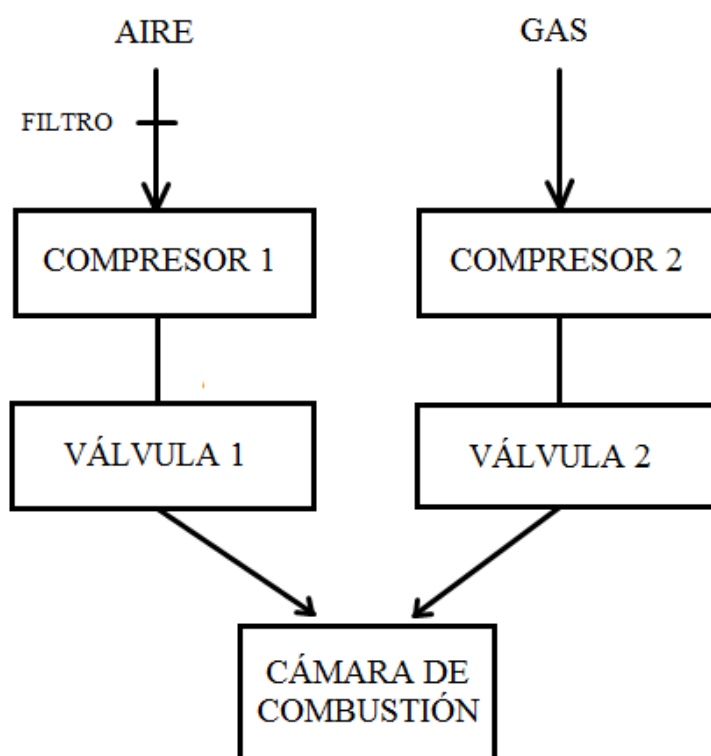 AIRE
GAS
FILTRO
COMPRESOR 1
COMPRESOR 2
VÁLVULA 1
VÁLVULA 2
CÁMARA DE
COMBUSTIÓN